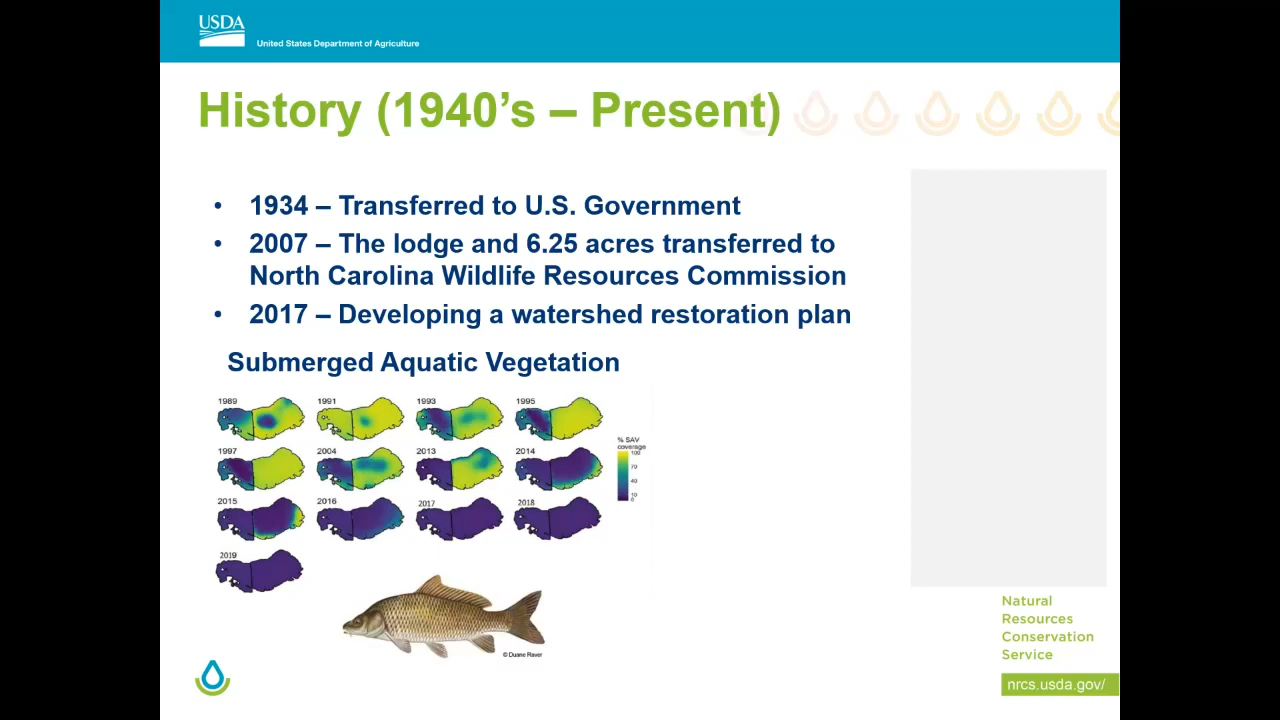 USDA
United States Department of Agriculture
History (1940’s – Present)
• 1934 – Transferred to U.S. Government
• 2007 – The lodge and 6.25 acres transferred to
North Carolina Wildlife Resources Commission
• 2017 – Developing a watershed restoration plan
Submerged Aquatic Vegetation
1989 1991 1993 1995
1997 2004 2013 2014
2015 2016 2017 2018
2019
% SAV
coverage
100
70
40
10
0
© Duane Raver
Natural
Resources
Conservation
Service
nrcs.usda.gov/